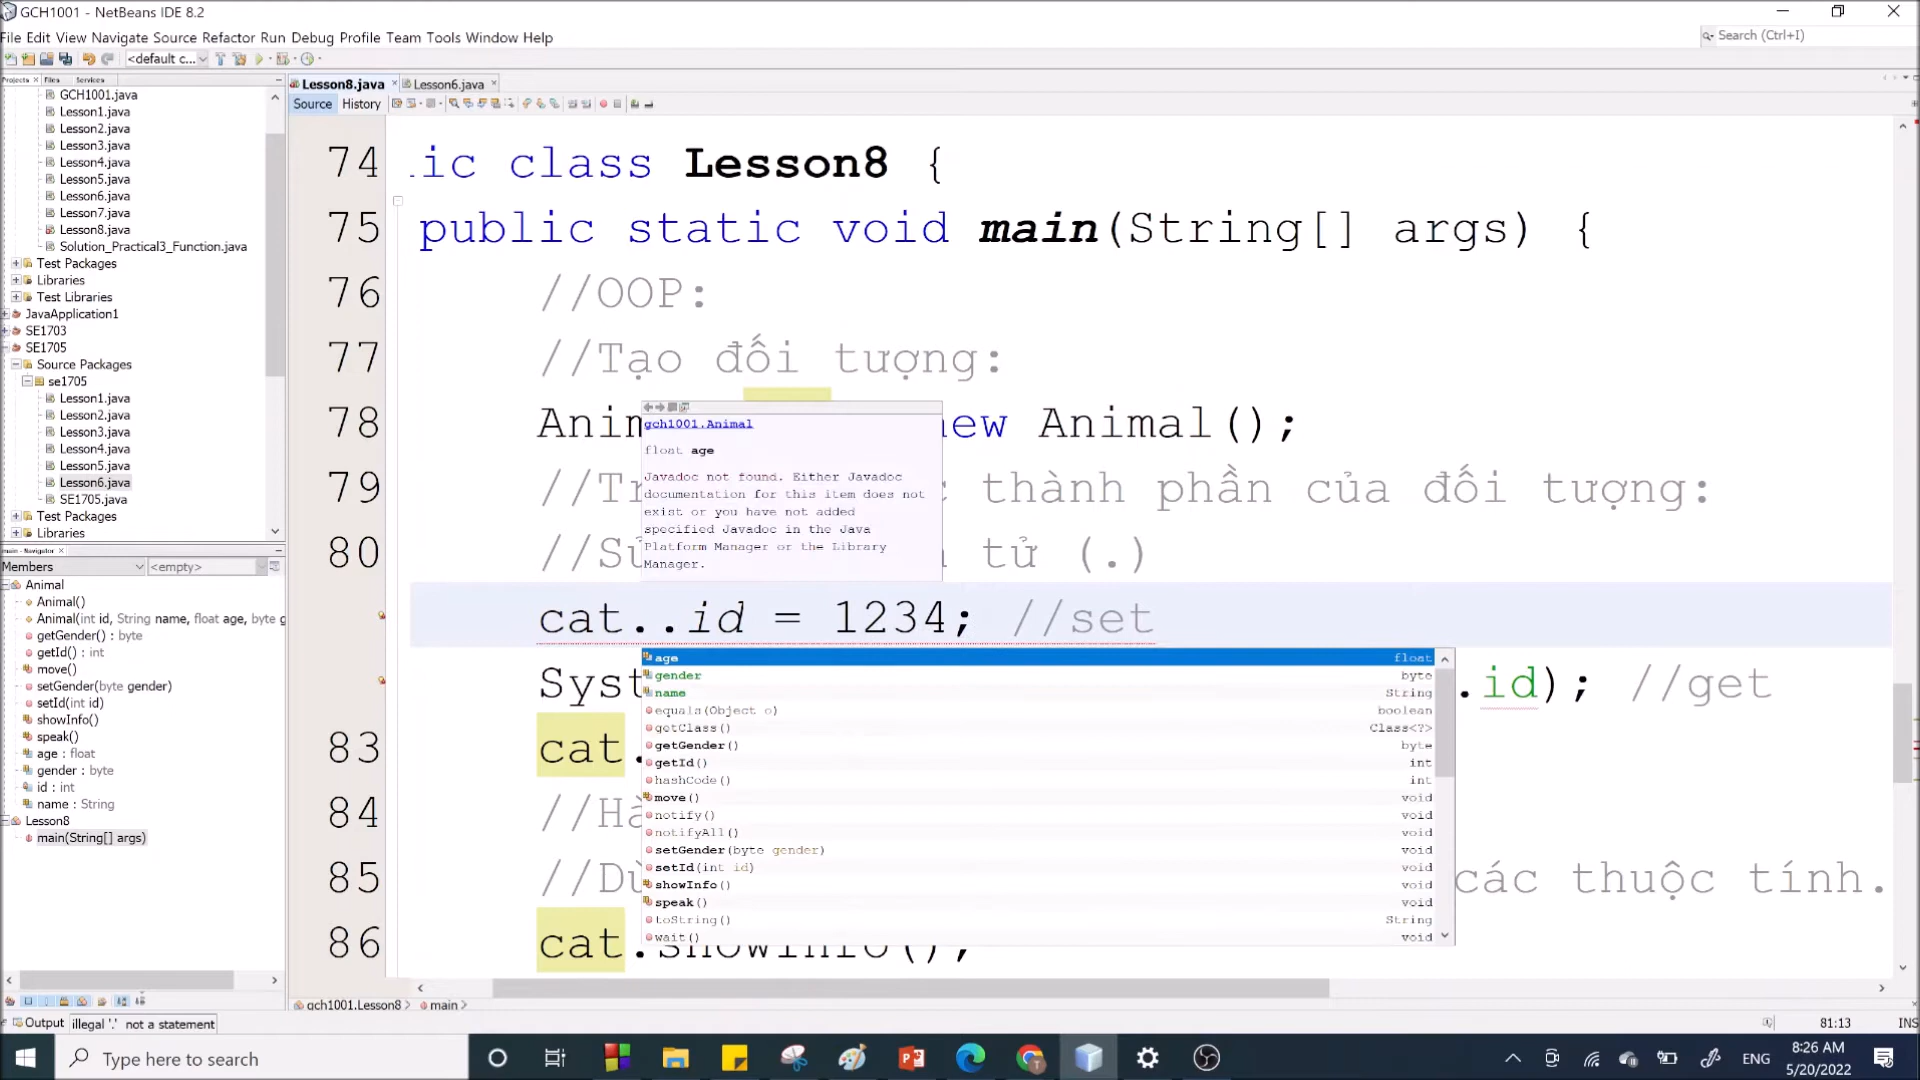 GCH1001 - NetBeans IDE 8.2
File Edit View Navigate Source Refactor Run Debug Profile Team Tools Window Help
Search (Ctrl+I)
<default c...
Projects Files Services
GCH1001.java
Lesson1.java
Lesson2.java
Lesson3.java
Lesson4.java
Lesson5.java
Lesson6.java
Lesson7.java
Lesson8.java
Solution_Practical3_Function.java
Test Packages
Libraries
Test Libraries
JavaApplication1
SE1703
SE1705
Source Packages
se1705
Lesson1.java
Lesson2.java
Lesson3.java
Lesson4.java
Lesson5.java
Lesson6.java
SE1705.java
Test Packages
Libraries
main - Navigator
Members <empty>
Animal
Animal()
Animal(int id, String name, float age, byte g
getGender() : byte
getId() : int
move()
setGender(byte gender)
setId(int id)
showInfo()
speak()
age : float
gender : byte
id : int
name : String
Lesson8
main(String[] args)
Lesson8.java Lesson6.java
Source History
74 ic class Lesson8 {
75 public static void main(String[] args) {
76 //OOP:
77 //Tạo đối tượng:
78 Anim new Animal();
79 //Tr thành phần của đối tượng:
80 //Sử tử (.)
cat..id = 1234; //set
Syst .id); //get
83 cat.
84 //Hà
85 //Dù các thuộc tính.
86 cat.showInfo();
gch1001.Animal
float age
Javadoc not found. Either Javadoc
documentation for this item does not
exist or you have not added
specified Javadoc in the Java
Platform Manager or the Library
Manager.
age float
gender byte
name String
equals(Object o) boolean
getClass() Class<?>
getGender() byte
getId() int
hashCode() int
move() void
notify() void
notifyAll() void
setGender(byte gender) void
setId(int id) void
showInfo() void
speak() void
toString() String
wait() void
gch1001.Lesson8 > main >
Output illegal '.' not a statement
81:13 INS
Type here to search
ENG
8:26 AM
5/20/2022